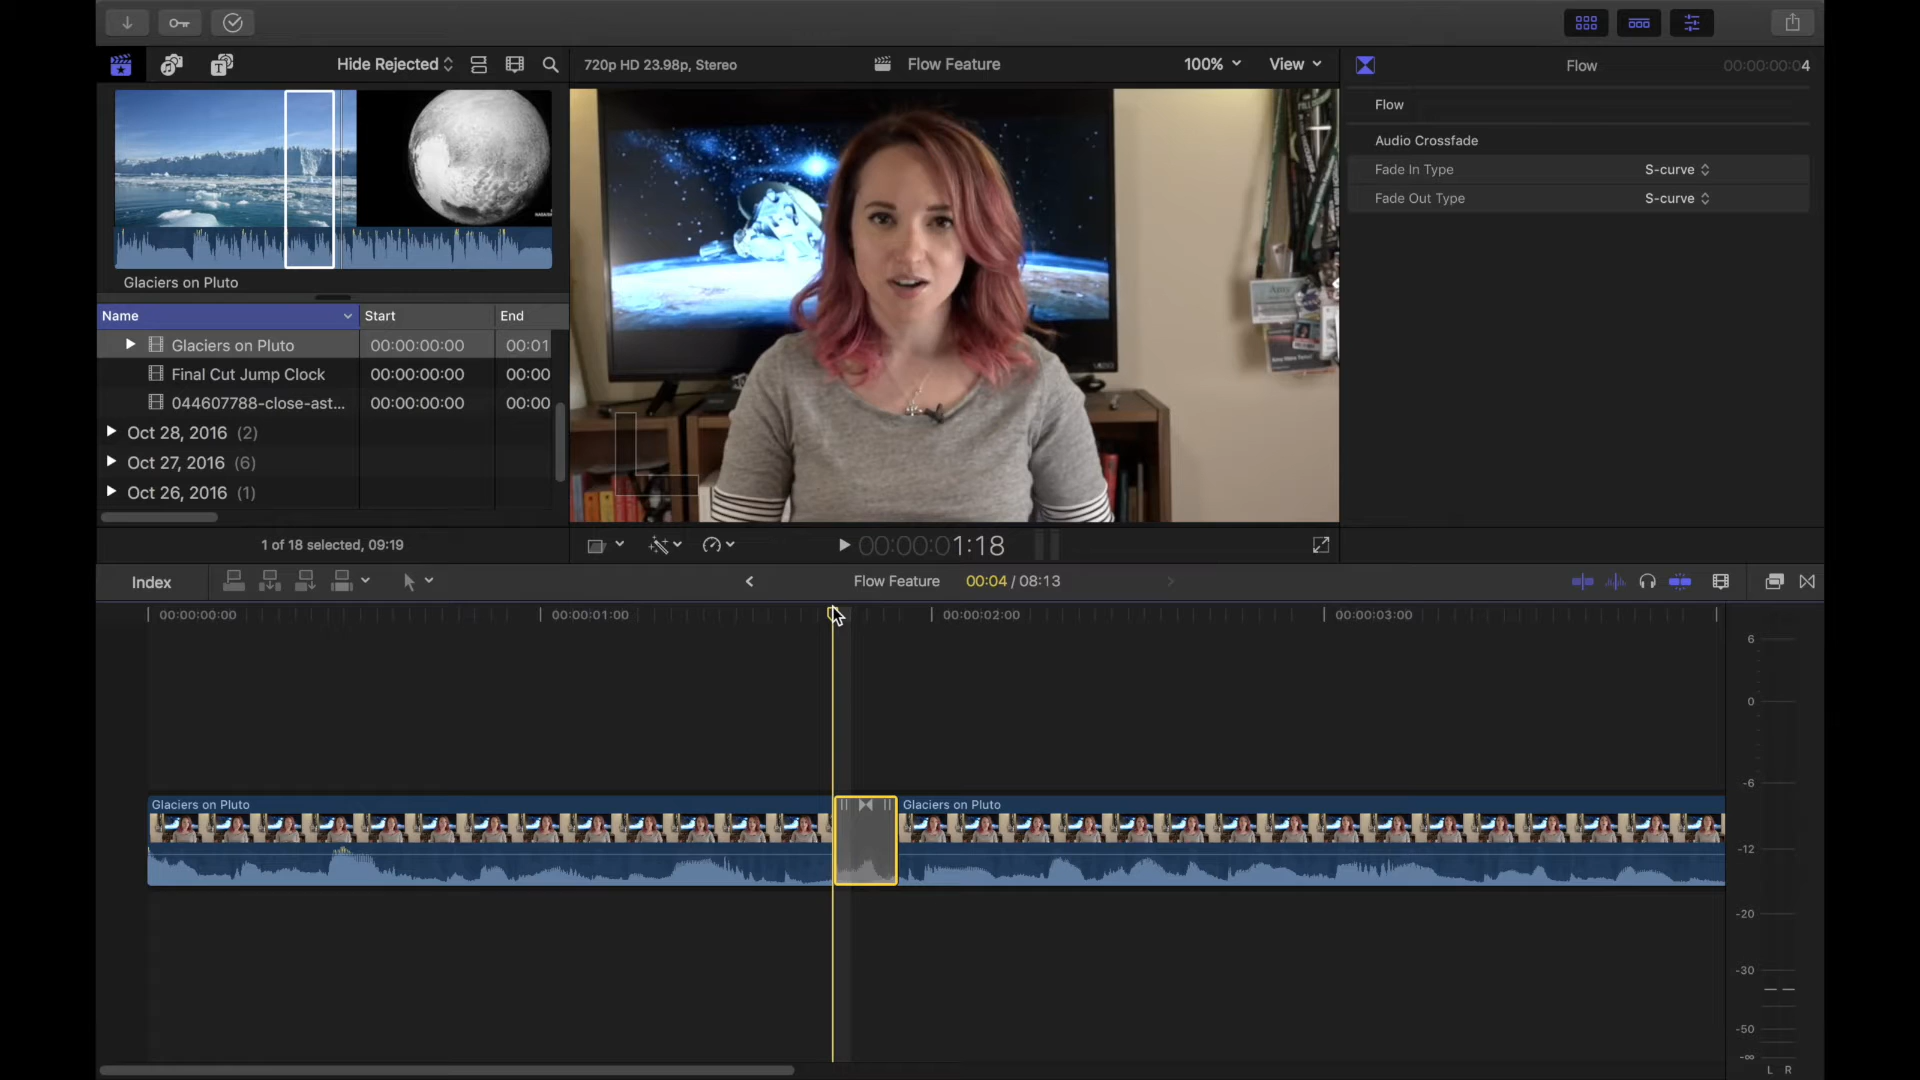 Hide Rejected
720p HD 23.98p, Stereo
Flow Feature
100%
View
Flow
00:00:00:04
Flow
Audio Crossfade
Fade In Type
S-curve
Fade Out Type
S-curve
Glaciers on Pluto
Name
Start
End
Glaciers on Pluto
00:00:00:00
00:01
Final Cut Jump Clock
00:00:00:00
00:00
044607788-close-ast...
00:00:00:00
00:00
Oct 28, 2016 (2)
Oct 27, 2016 (6)
Oct 26, 2016 (1)
1 of 18 selected, 09:19
00:00:01:18
Index
Flow Feature
00:04 / 08:13
00:00:00:00
00:00:01:00
00:00:02:00
00:00:03:00
Glaciers on Pluto
Glaciers on Pluto
6
0
-6
-12
-20
-30
-50
-∞
L R